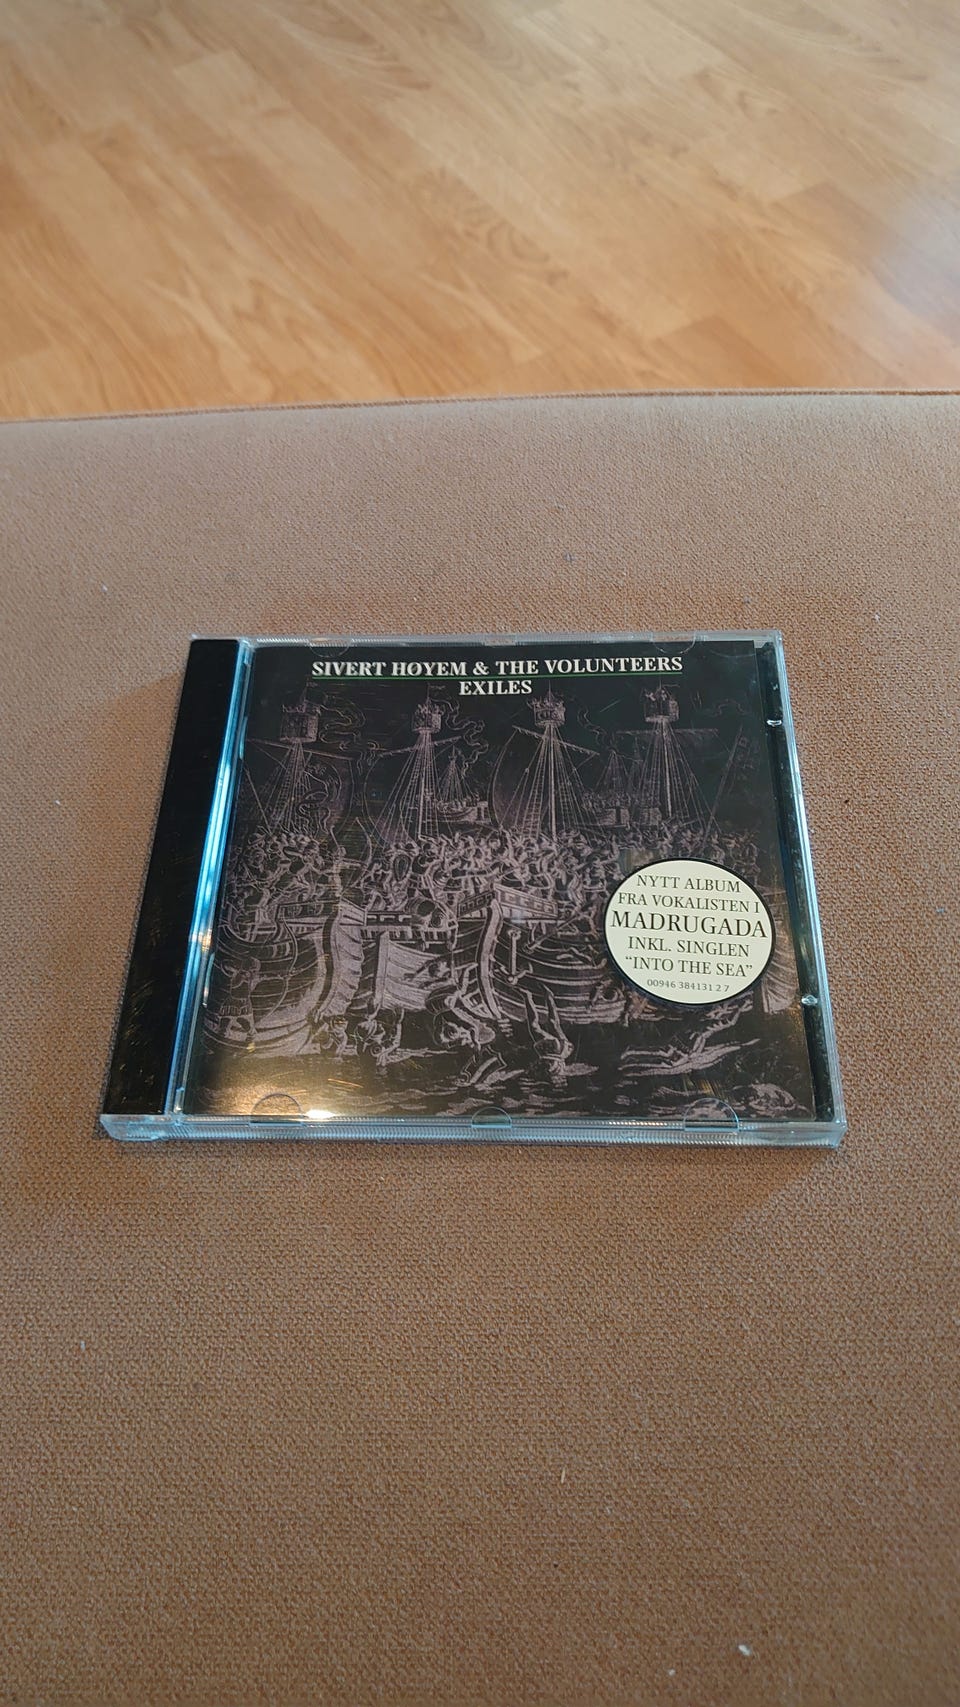 SIVERT HØYEM & THE VOLUNTEERS
EXILES
NYTT ALBUM
FRA VOKALISTEN I
MADRUGADA
INKL. SINGLEN
“INTO THE SEA”
00946 384131 2 7